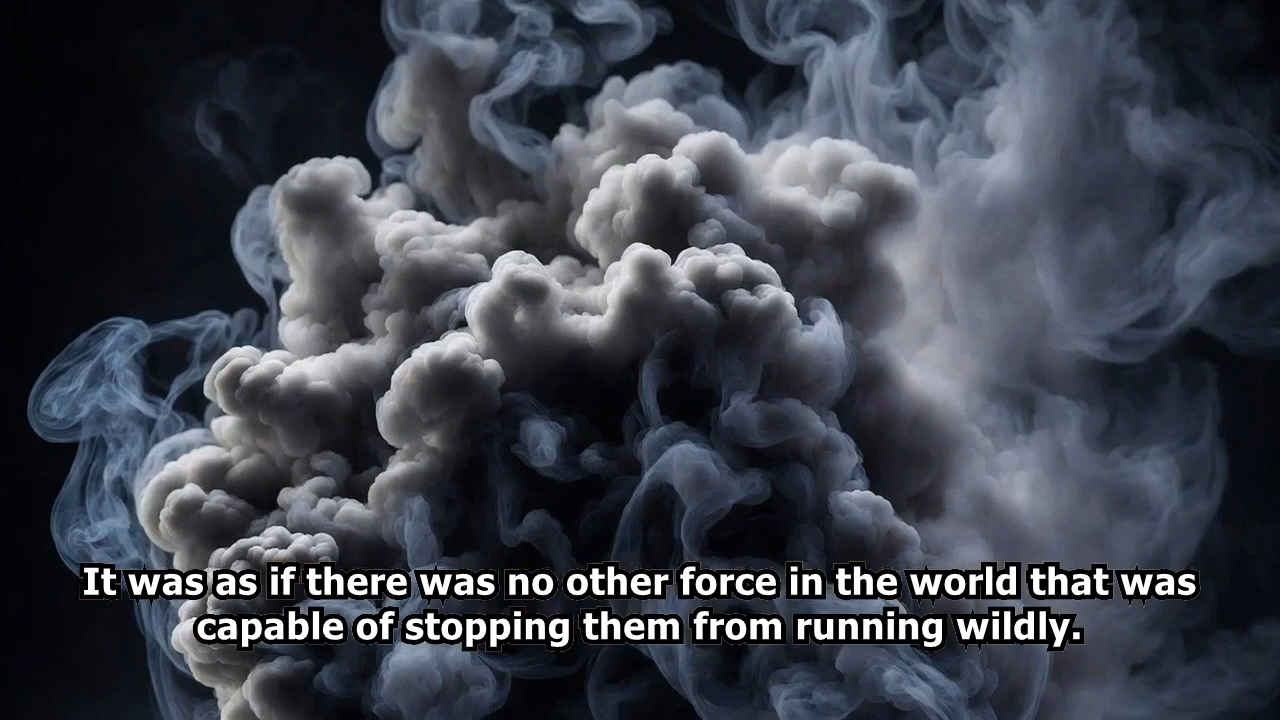 It was as if there was no other force in the world that was
capable of stopping them from running wildly.